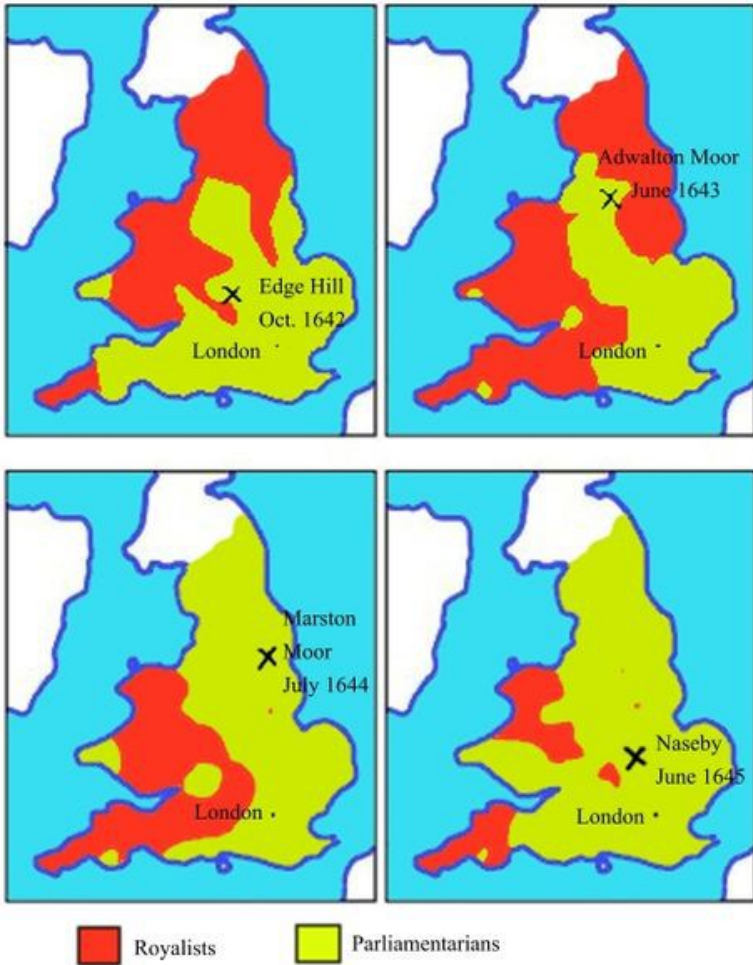 Edge Hill
Oct. 1642
London
Adwalton Moor
June 1643
London
Marston
Moor
July 1644
London
Naseby
June 1645
London
Royalists
Parliamentarians